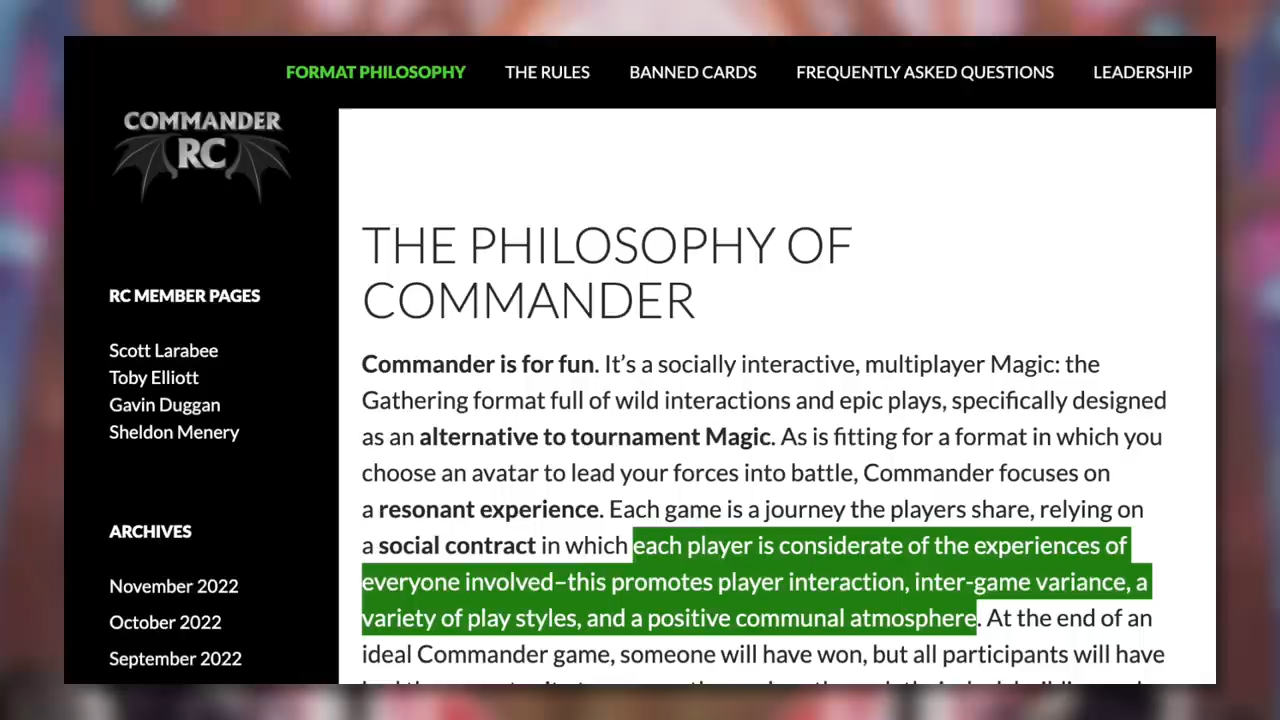 FORMAT PHILOSOPHY THE RULES BANNED CARDS FREQUENTLY ASKED QUESTIONS LEADERSHIP
COMMANDER
RC
RC MEMBER PAGES
Scott Larabee
Toby Elliott
Gavin Duggan
Sheldon Menery
ARCHIVES
November 2022
October 2022
September 2022
THE PHILOSOPHY OF
COMMANDER
Commander is for fun. It’s a socially interactive, multiplayer Magic: the
Gathering format full of wild interactions and epic plays, specifically designed
as an alternative to tournament Magic. As is fitting for a format in which you
choose an avatar to lead your forces into battle, Commander focuses on
a resonant experience. Each game is a journey the players share, relying on
a social contract in which each player is considerate of the experiences of
everyone involved–this promotes player interaction, inter-game variance, a
variety of play styles, and a positive communal atmosphere. At the end of an
ideal Commander game, someone will have won, but all participants will have